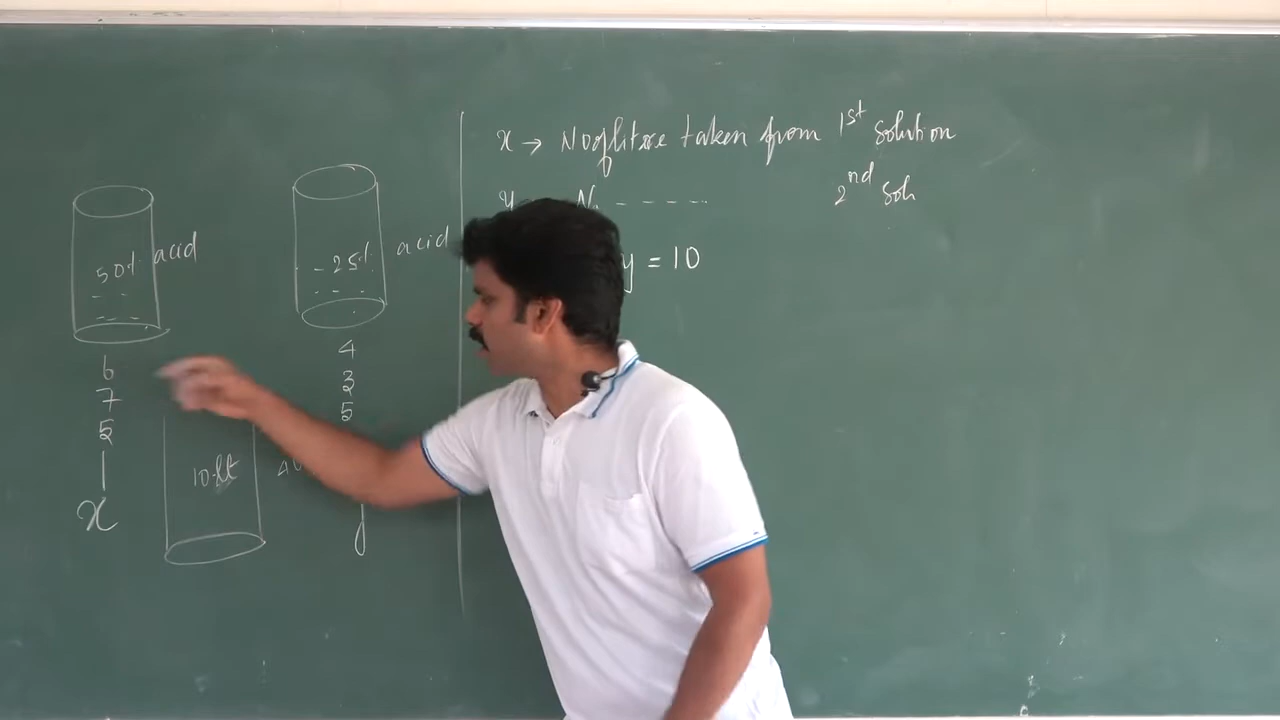 50% acid
-25% acid
6
7
5
x
4
3
5
y
10 lt
x → No of litre taken from 1st solution
y No ----- 2nd soln
y = 10